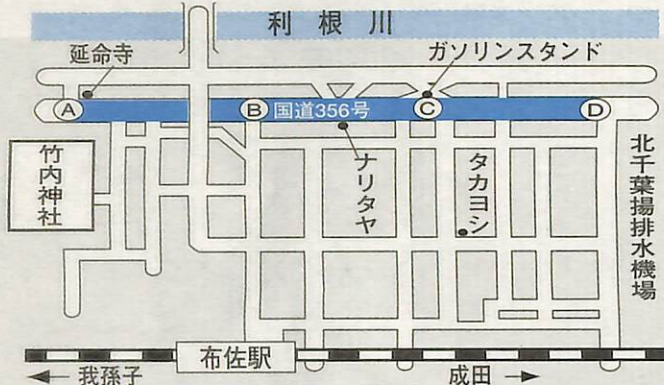 利根川
延命寺
ガソリンスタンド
A
B
国道356号
C
D
竹内神社
ナリタヤ
タカヨシ
北千葉揚排水機場
布佐駅
← 我孫子
成田 →